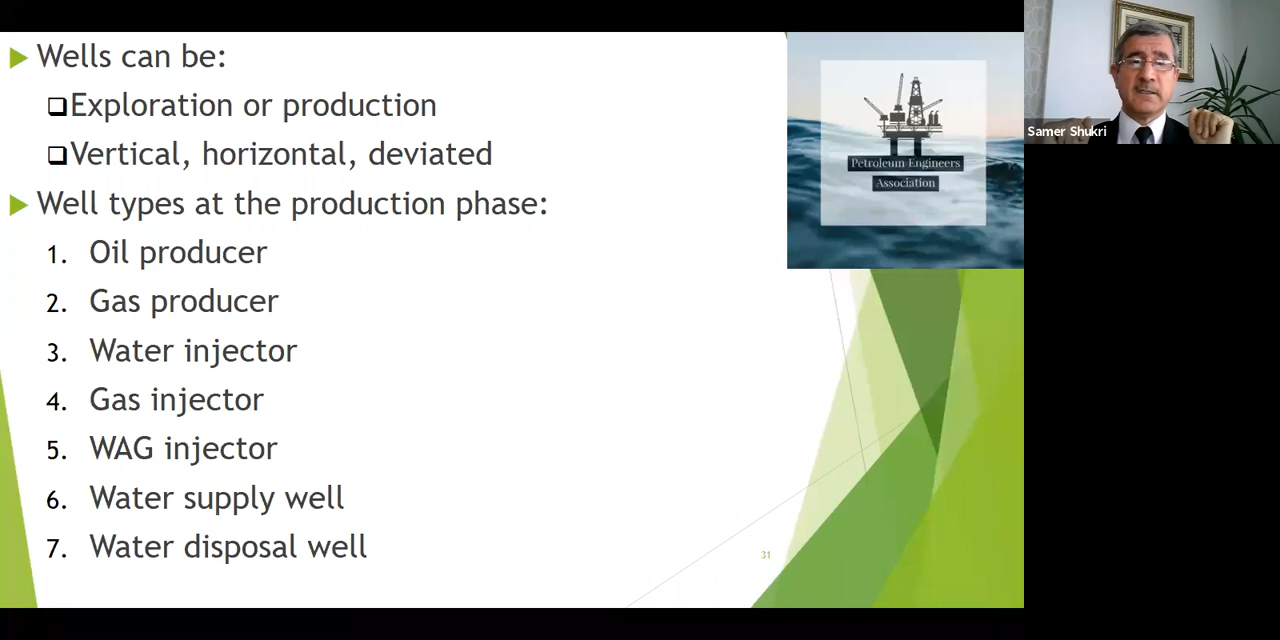 Wells can be:
Exploration or production
Vertical, horizontal, deviated
Well types at the production phase:
1. Oil producer
2. Gas producer
3. Water injector
4. Gas injector
5. WAG injector
6. Water supply well
7. Water disposal well
31
Petroleum Engineers
Association
Samer Shukri